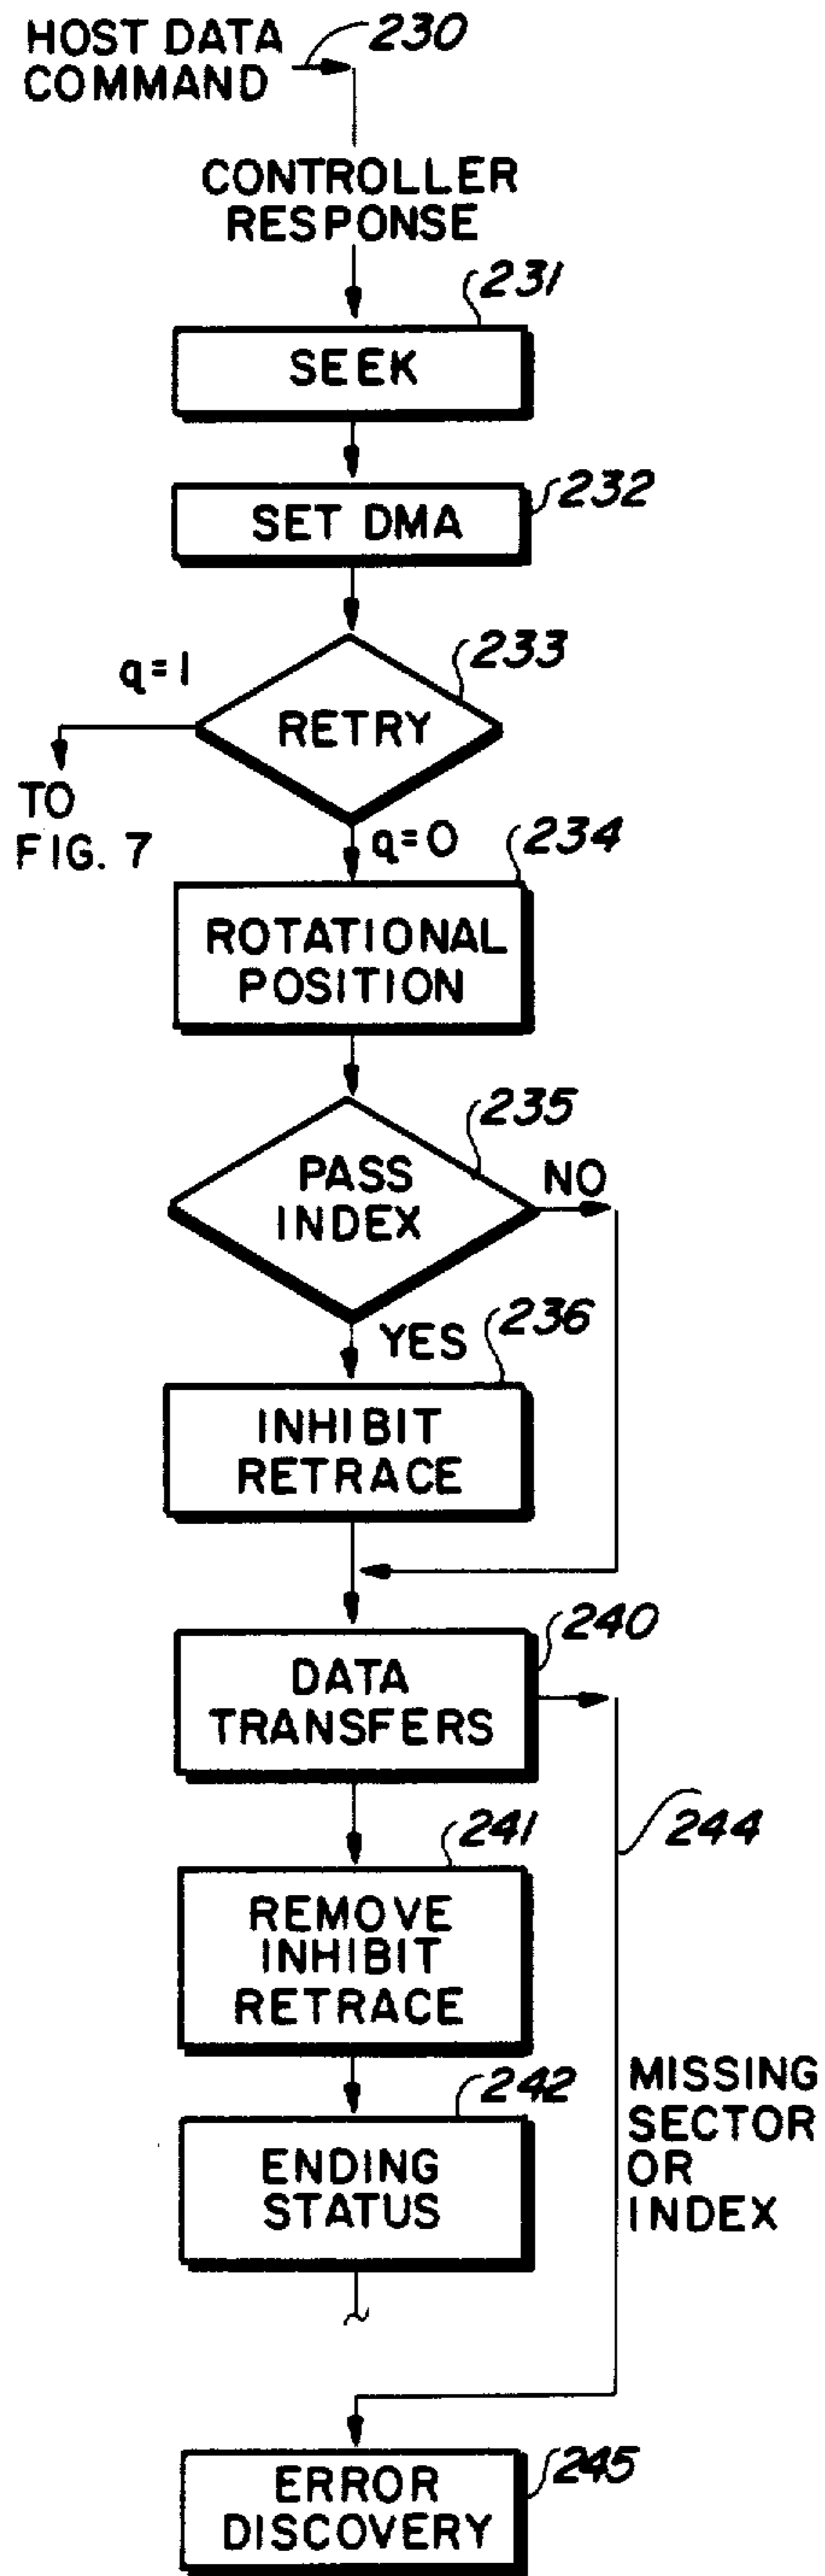 HOST DATA
COMMAND
230
CONTROLLER
RESPONSE
231
SEEK
232
SET DMA
233
q=1
RETRY
TO
FIG. 7
q=0
234
ROTATIONAL
POSITION
235
PASS
INDEX
NO
236
YES
INHIBIT
RETRACE
240
DATA
TRANSFERS
241
244
REMOVE
INHIBIT
RETRACE
242
MISSING
SECTOR
OR
INDEX
ENDING
STATUS
245
ERROR
DISCOVERY